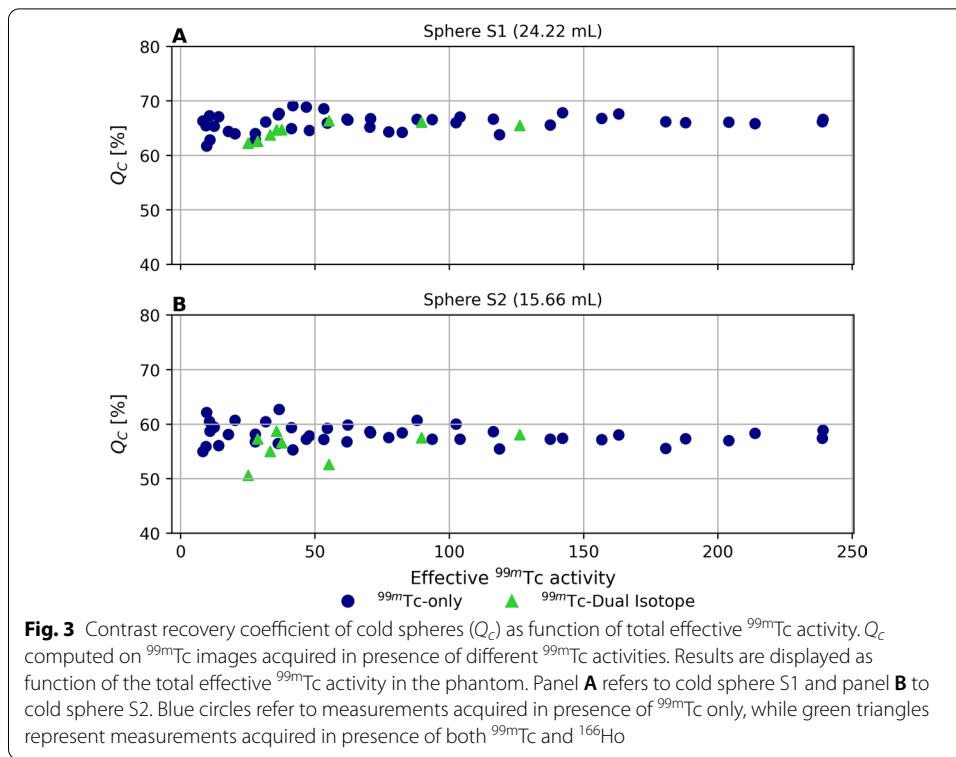 A Sphere S1 (24.22 mL)
80
70
60
50
40
Q_C [%]
B Sphere S2 (15.66 mL)
80
70
60
50
40
Q_C [%]
0 50 100 150 200 250
Effective ⁹⁹ᵐTc activity
⁹⁹ᵐTc-only ⁹⁹ᵐTc-Dual Isotope
Fig. 3 Contrast recovery coefficient of cold spheres (Q_C) as function of total effective ⁹⁹ᵐTc activity. Q_C
computed on ⁹⁹ᵐTc images acquired in presence of different ⁹⁹ᵐTc activities. Results are displayed as
function of the total effective ⁹⁹ᵐTc activity in the phantom. Panel A refers to cold sphere S1 and panel B to
cold sphere S2. Blue circles refer to measurements acquired in presence of ⁹⁹ᵐTc only, while green triangles
represent measurements acquired in presence of both ⁹⁹ᵐTc and ¹⁶⁶Ho